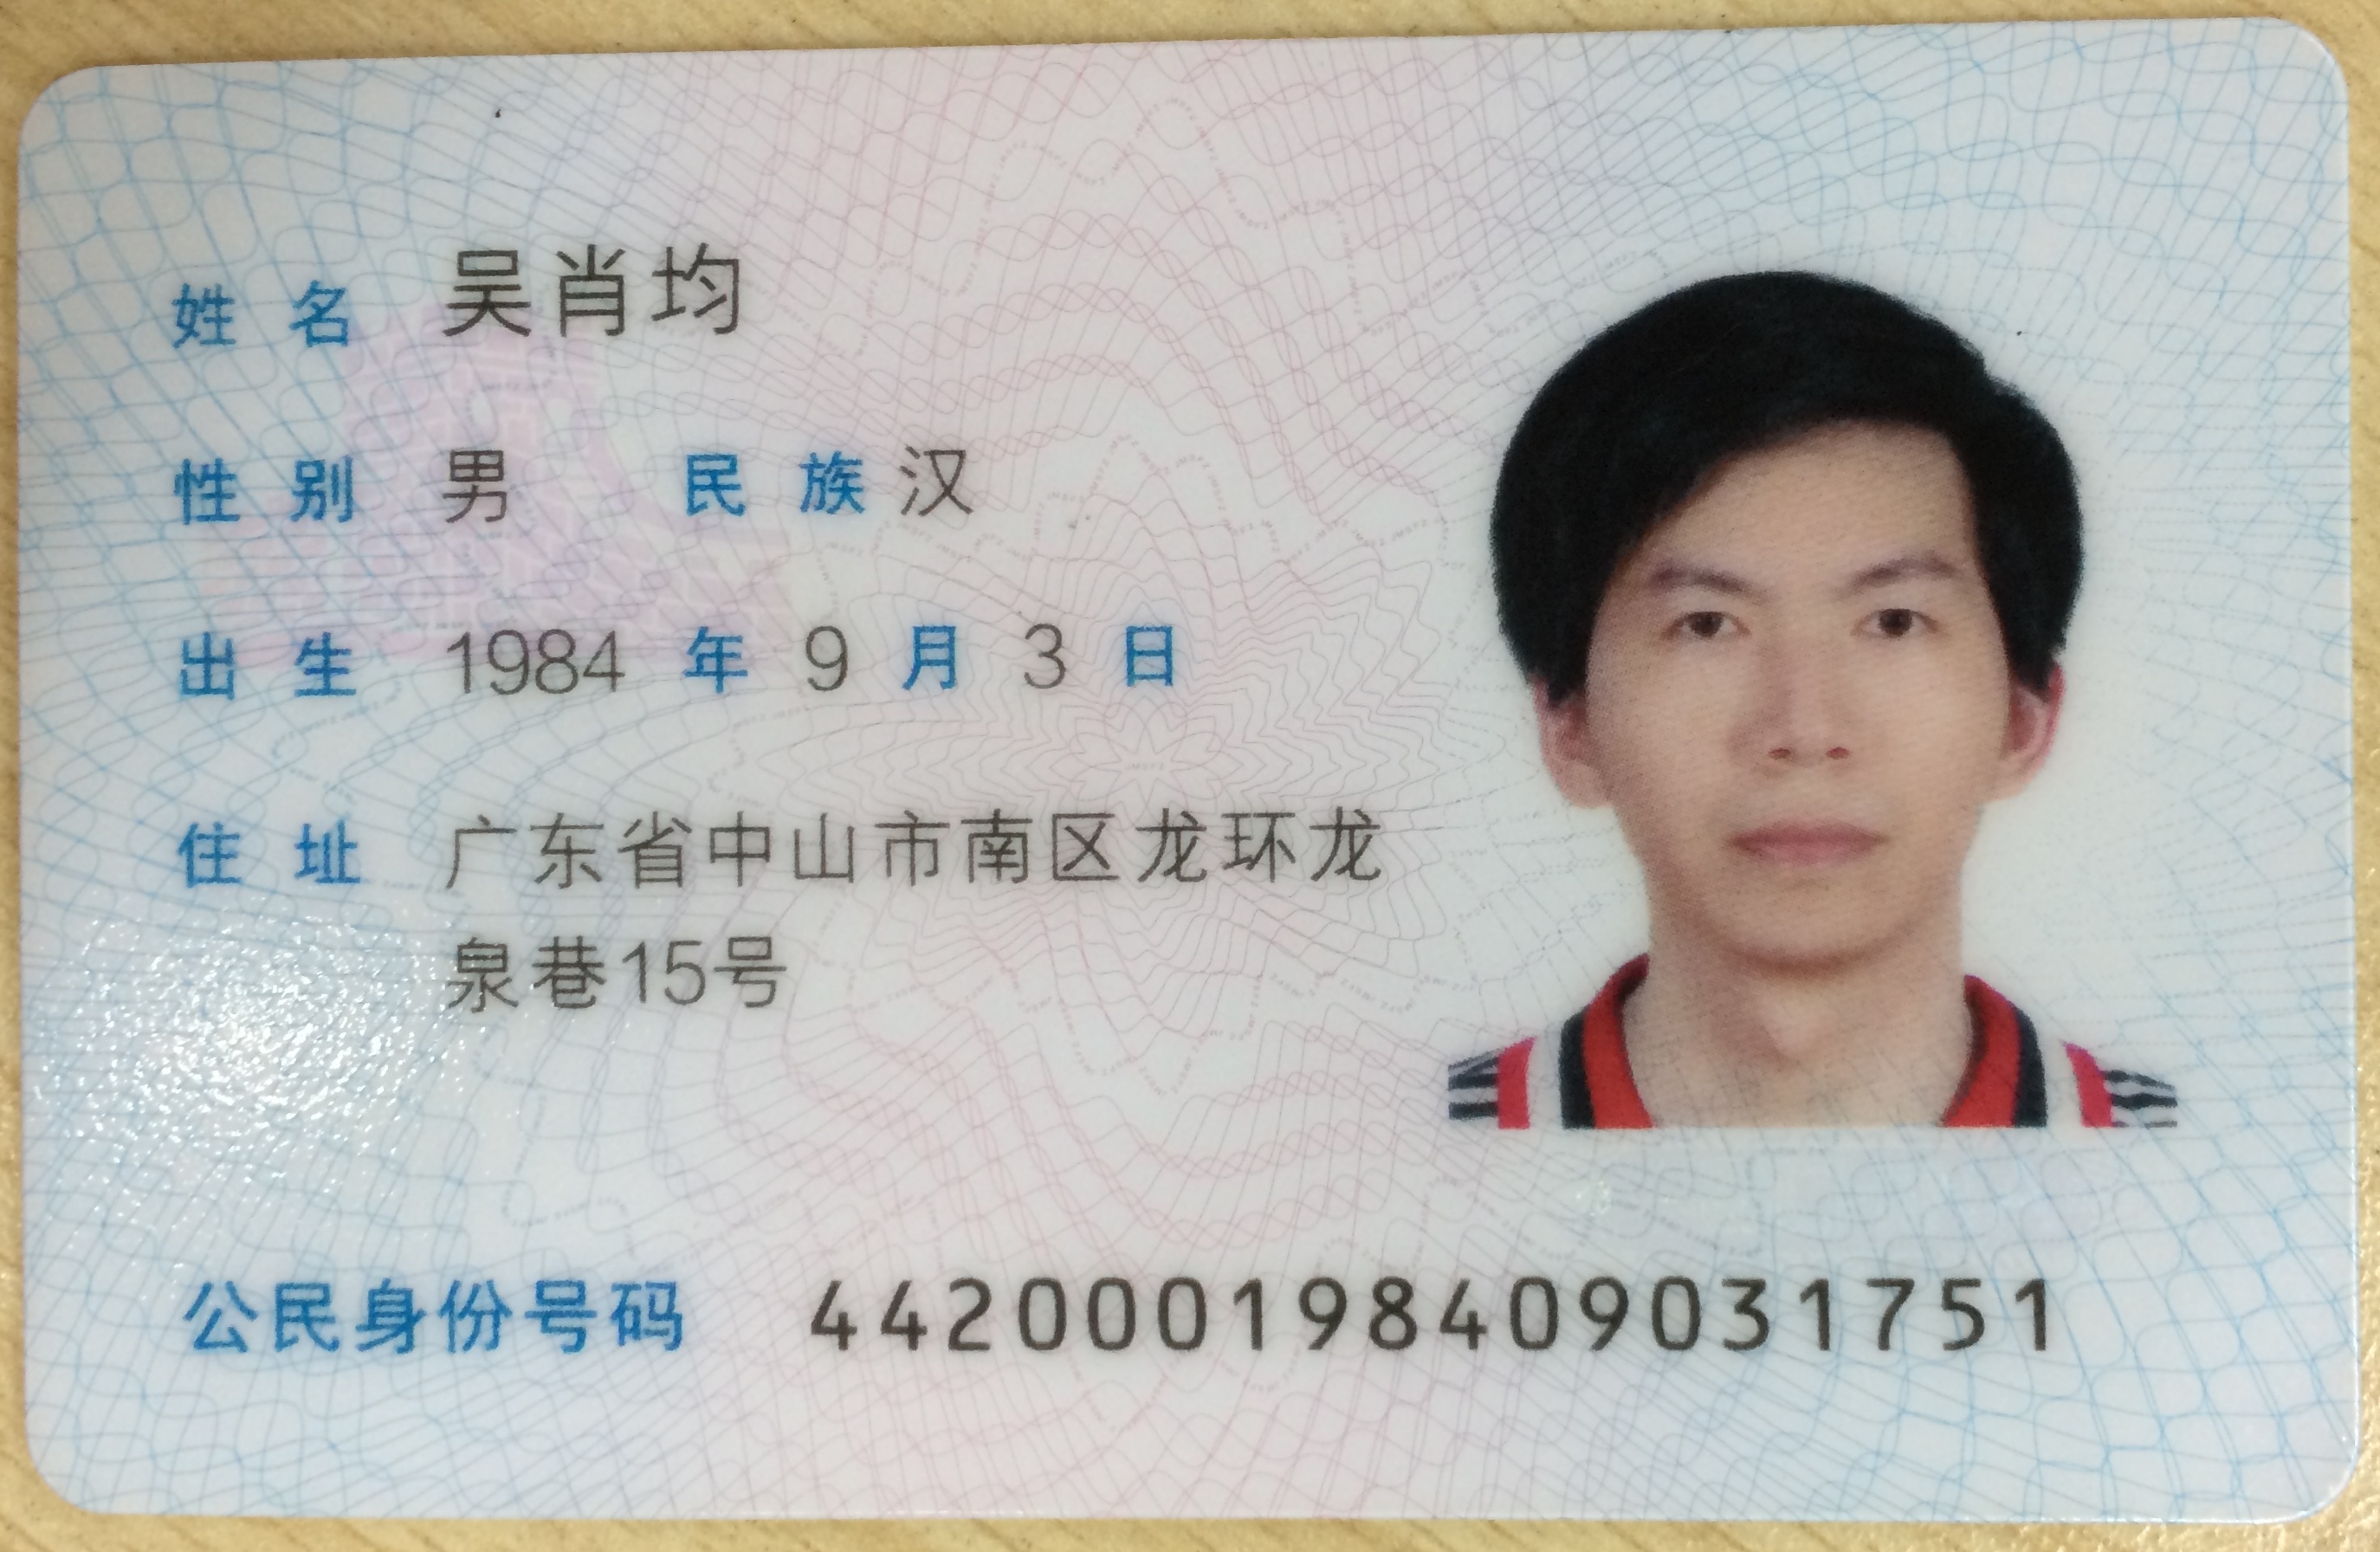 姓名 吴肖均
性别 男 民族 汉
出生 1984 年 9 月 3 日
住址 广东省中山市南区龙环龙
泉巷15号
公民身份号码 442000198409031751